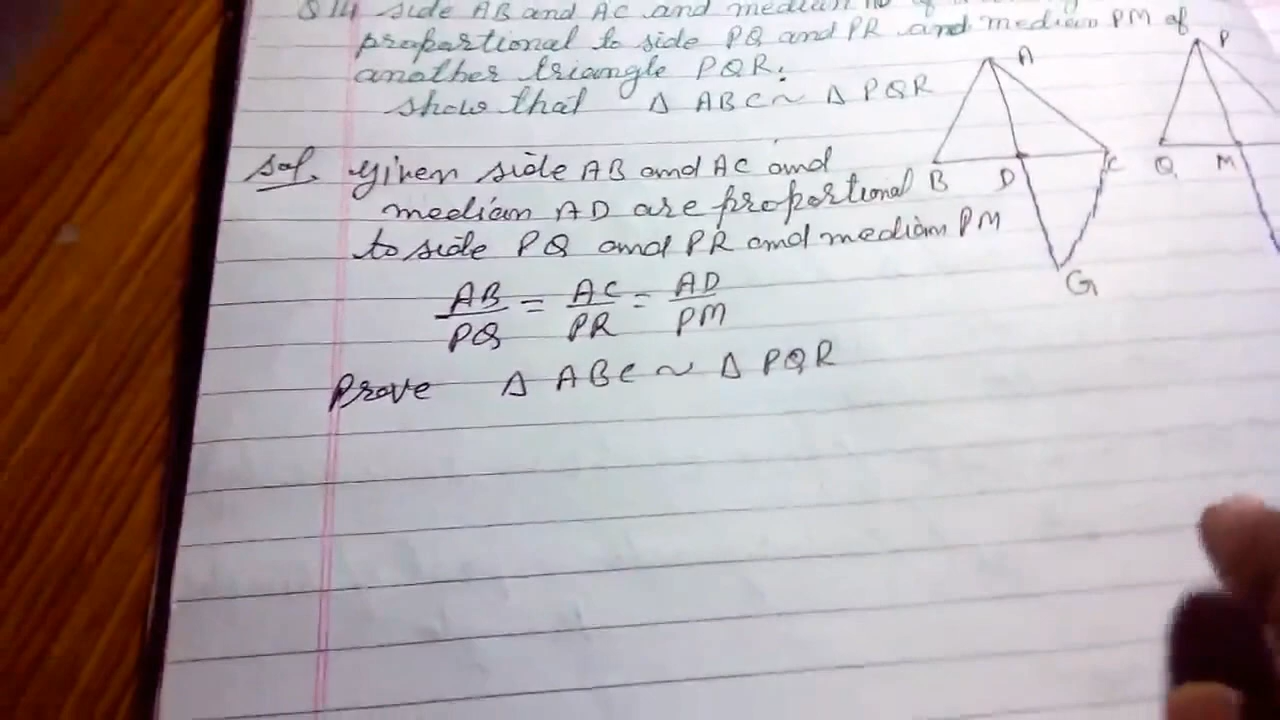 Q 14 side AB and AC and median
proportional to side PQ and PR and median PM of
another triangle PQR.
show that Δ ABC ~ Δ PQR
Sol. Given side AB and AC and
median AD are proportional
to side PQ and PR and median PM
AB/PQ = AC/PR = AD/PM
Prove Δ ABC ~ Δ PQR
A
B
D
C
G
P
Q
M